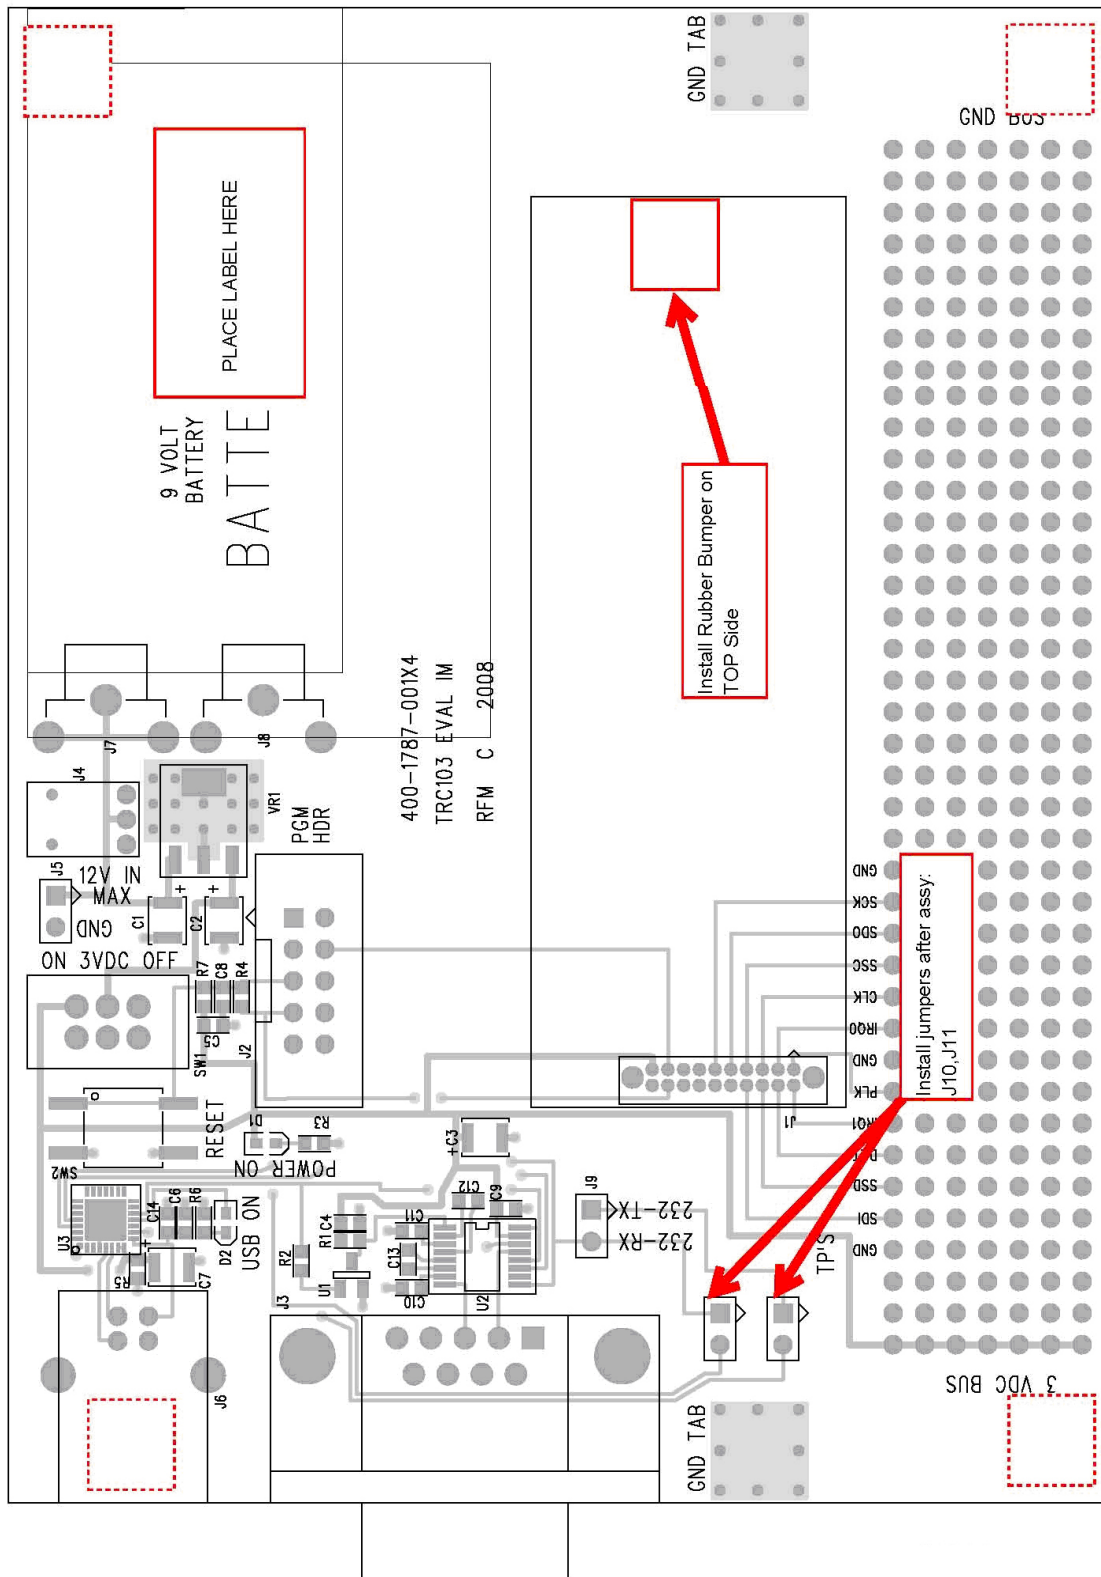 GND TAB
GND BUS
PLACE LABEL HERE
9 VOLT
BATTERY
BATTE
Install Rubber Bumper on
TOP Side
400-1787-001X4
TRC103 EVAL IM
RFM C 2008
J7
J8
J4
VR1
PGM
HDR
J5
12V IN
MAX
GND
C1
+
C2
+
ON 3VDC OFF
R7
C8
R4
C5
SW1
J2
GND
SCK
SDO
SSC
CLK
IRQ0
GND
PLK
IRQ1
SSD
SDI
GND
Install jumpers after assy:
J10,J11
J1
RESET
SW2
D1
R3
POWER ON
+C3
C12
C9
J9
232-TX
232-RX
TP'S
U3
C14
C6
R6
+
R5
C7
D2
USB ON
R2
R1
C4
C11
C13
C10
U1
U2
J3
J6
GND TAB
3 VDC BUS